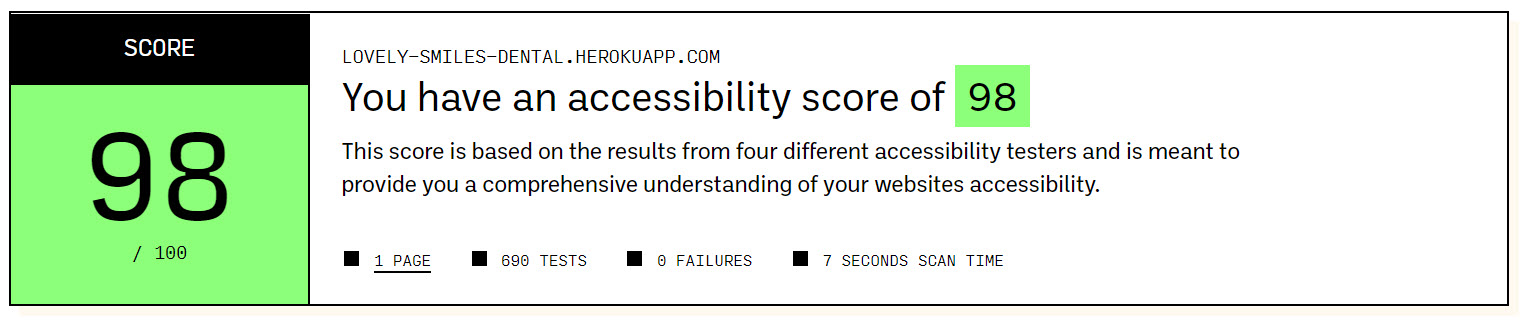 SCORE
98
/ 100
LOVELY-SMILES-DENTAL.HEROKUAPP.COM
You have an accessibility score of 98
This score is based on the results from four different accessibility testers and is meant to
provide you a comprehensive understanding of your websites accessibility.
1 PAGE 690 TESTS 0 FAILURES 7 SECONDS SCAN TIME